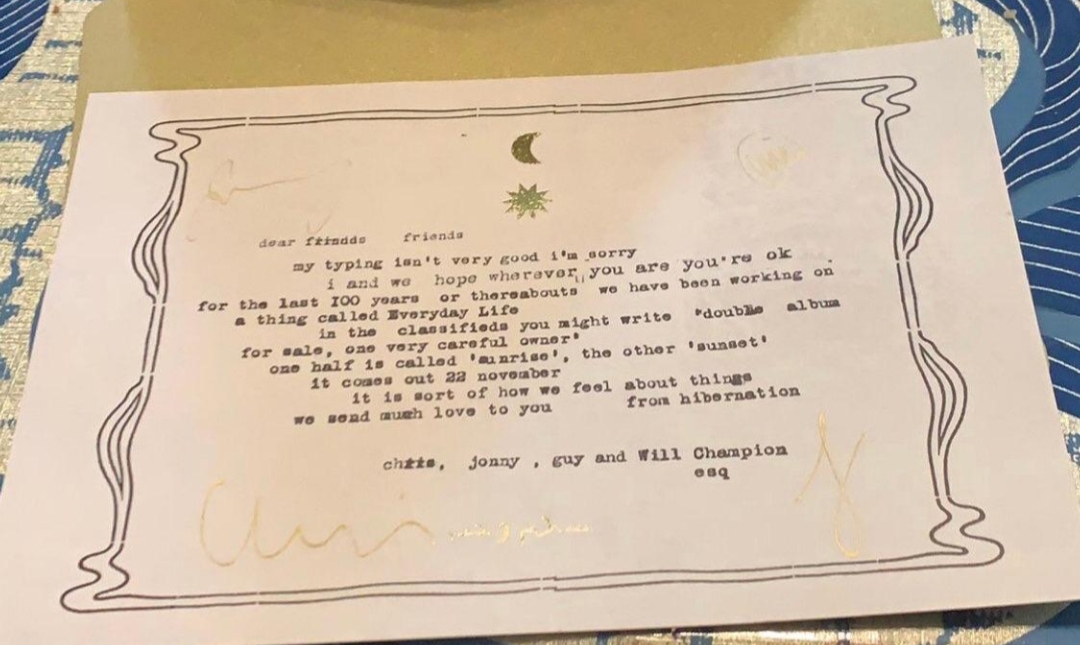 dear frindds friends
my typing isn't very good i'm sorry
i and we hope wherever you are you're ok
for the last I00 years or thereabouts we have been working on
a thing called Everyday Life
in the classifieds you might write "double album
for sale, one very careful owner"
one half is called 'sunrise', the other 'sunset'
it comes out 22 november
it is sort of how we feel about things
we send much love to you from hibernation
chris, jonny , guy and Will Champion
esq